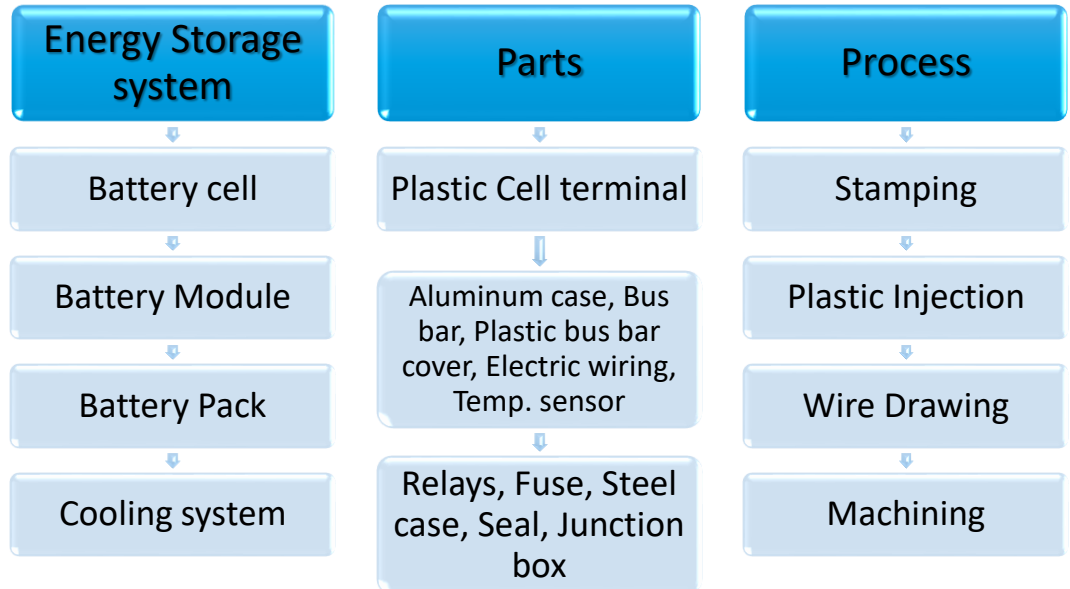 Energy Storage
system
Battery cell
Battery Module
Battery Pack
Cooling system
Parts
Plastic Cell terminal
Aluminum case, Bus
bar, Plastic bus bar
cover, Electric wiring,
Temp. sensor
Relays, Fuse, Steel
case, Seal, Junction
box
Process
Stamping
Plastic Injection
Wire Drawing
Machining